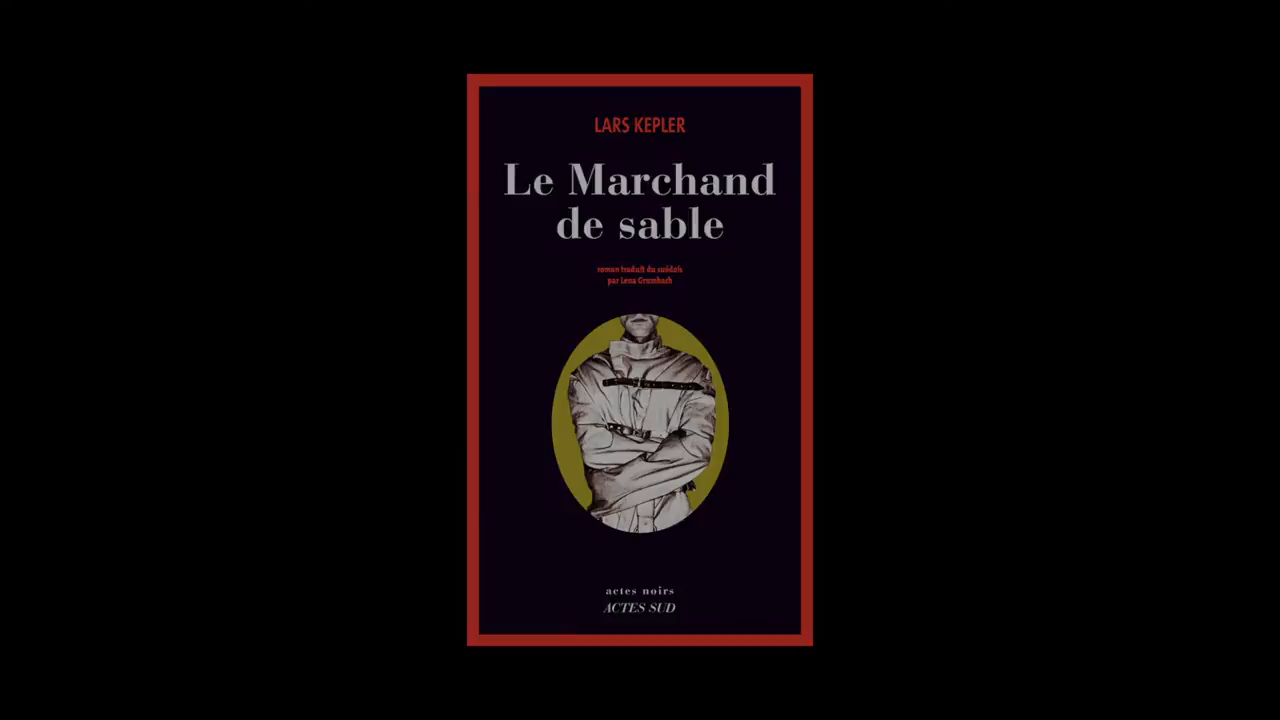 LARS KEPLER
Le Marchand
de sable
roman traduit du suédois
par Lena Grumbach
actes noirs
ACTES SUD